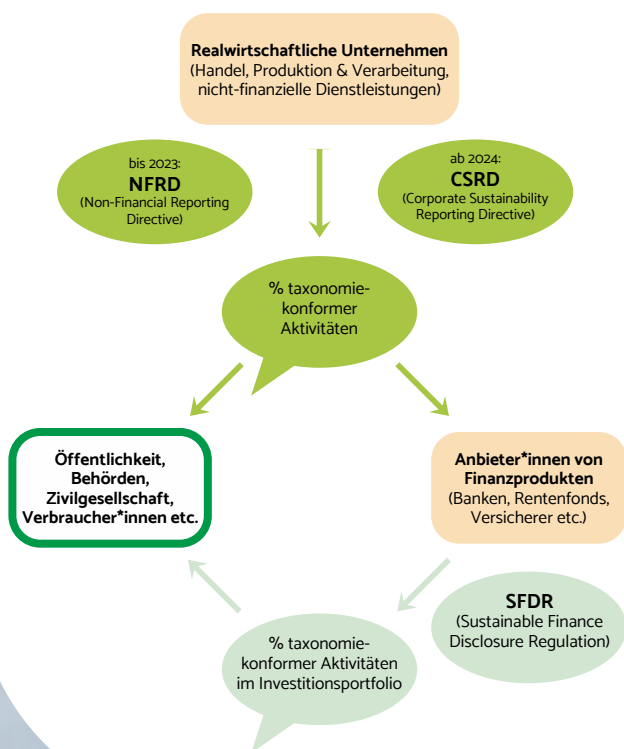 Realwirtschaftliche Unternehmen
(Handel, Produktion & Verarbeitung,
nicht-finanzielle Dienstleistungen)
bis 2023:
NFRD
(Non-Financial Reporting
Directive)
ab 2024:
CSRD
(Corporate Sustainability
Reporting Directive)
% taxonomie-
konformer
Aktivitäten
Öffentlichkeit,
Behörden,
Zivilgesellschaft,
Verbraucher*innen etc.
Anbieter*innen von
Finanzprodukten
(Banken, Rentenfonds,
Versicherer etc.)
SFDR
(Sustainable Finance
Disclosure Regulation)
% taxonomie-
konformer Aktivitäten
im Investitionsportfolio